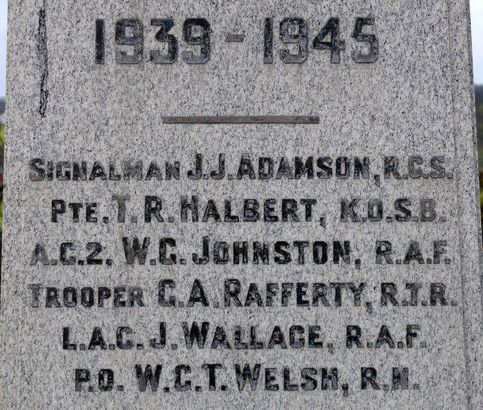 1939 - 1945
SIGNALMAN J.J. ADAMSON, R.C.S.
PTE. T. R. HALBERT, K.O.S.B.
A.C.2. W.G. JOHNSTON, R.A.F.
TROOPER G.A. RAFFERTY, R.T.R.
L.A.C. J. WALLACE, R.A.F.
P.O. W.G.T. WELSH, R.N.